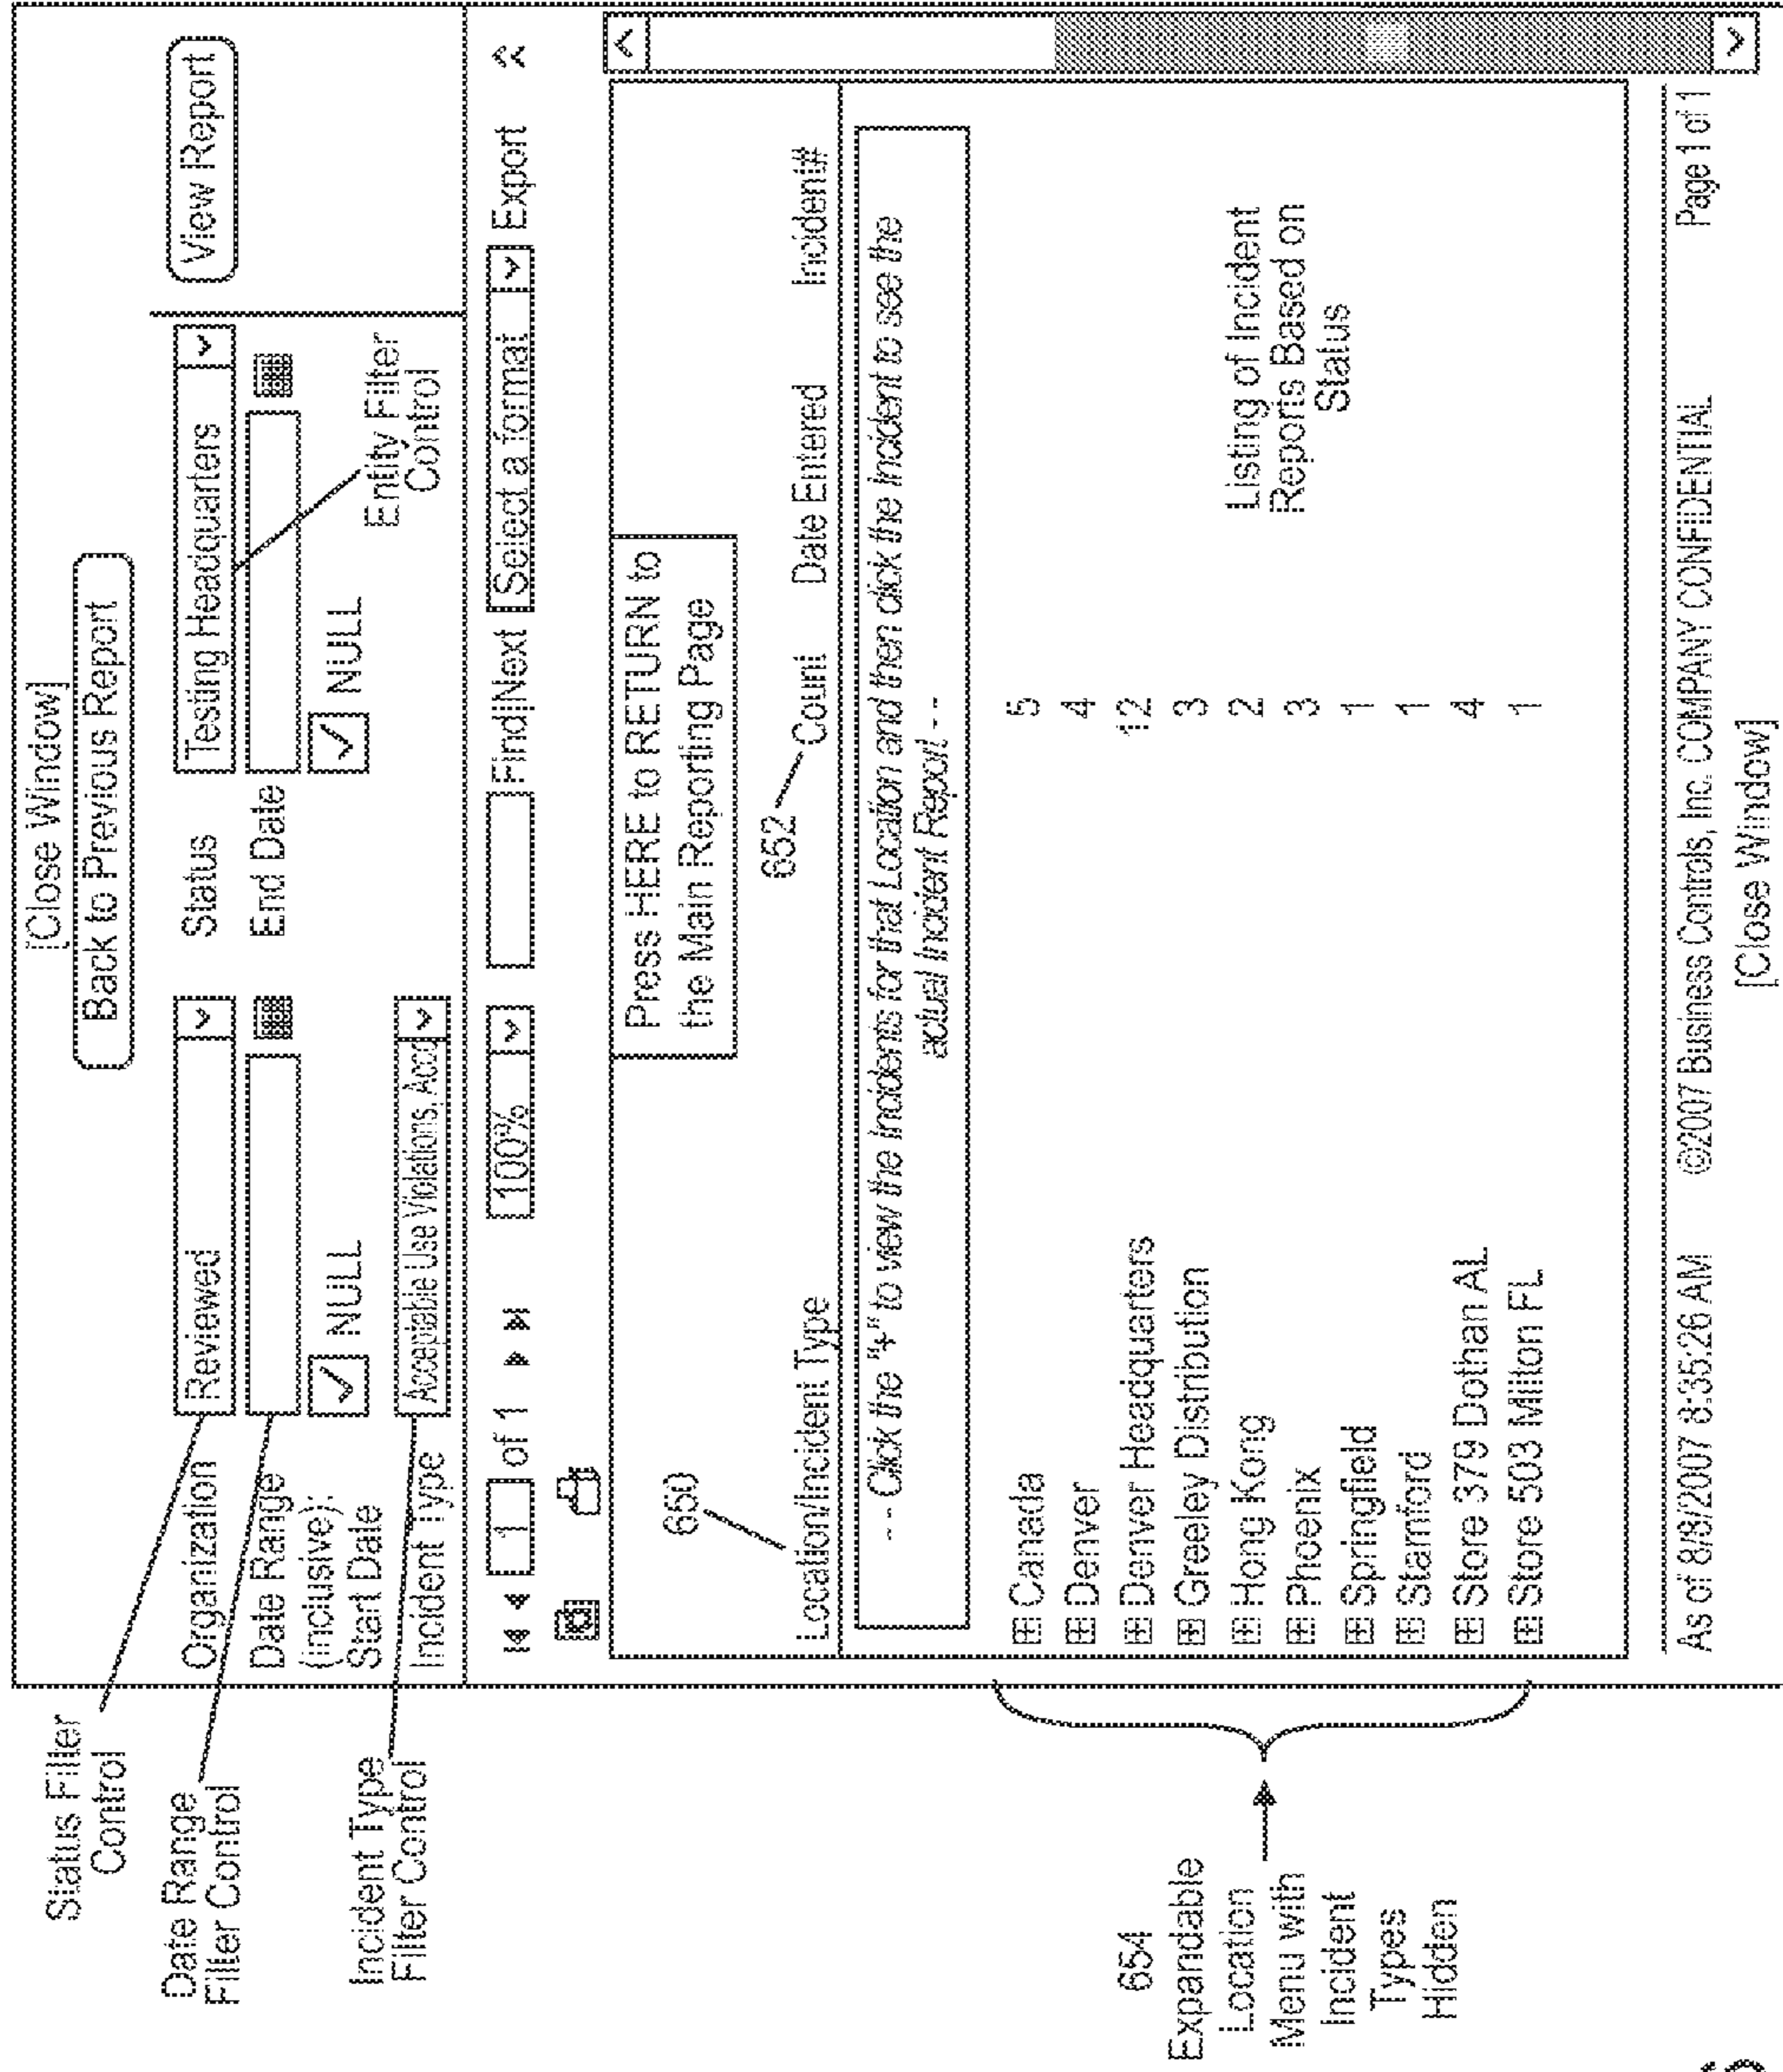 [Close Window]
Back to Previous Report
Status Filter
Control
Organization
Reviewed
Status
Testing Headquarters
View Report
Date Range
Filter Control
Date Range
(inclusive):
Start Date
End Date
NULL
NULL
Entity Filter
Control
Incident Type
Filter Control
Incident Type
Acceptable Use Violations, Acco
1 of 1
100%
Find|Next
Select a format
Export
Press HERE to RETURN to
the Main Reporting Page
650
652
Location/Incident Type
Count
Date Entered
Incident#
-- Click the "+" to view the Incidents for that Location and then click the Incident to see the
actual Incident Report --
Canada 5
Denver 4
Denver Headquarters 12
Greeley Distribution 3
Hong Kong 2
Phoenix 3
Springfield 1
Stamford 1
Store 379 Dothan AL 4
Store 503 Milton FL 1
Listing of Incident
Reports Based on
Status
654
Expandable
Location
Menu with
Incident
Types
Hidden
As of 8/8/2007 8:35:26 AM ©2007 Business Controls, Inc. COMPANY CONFIDENTIAL Page 1 of 1
[Close Window]